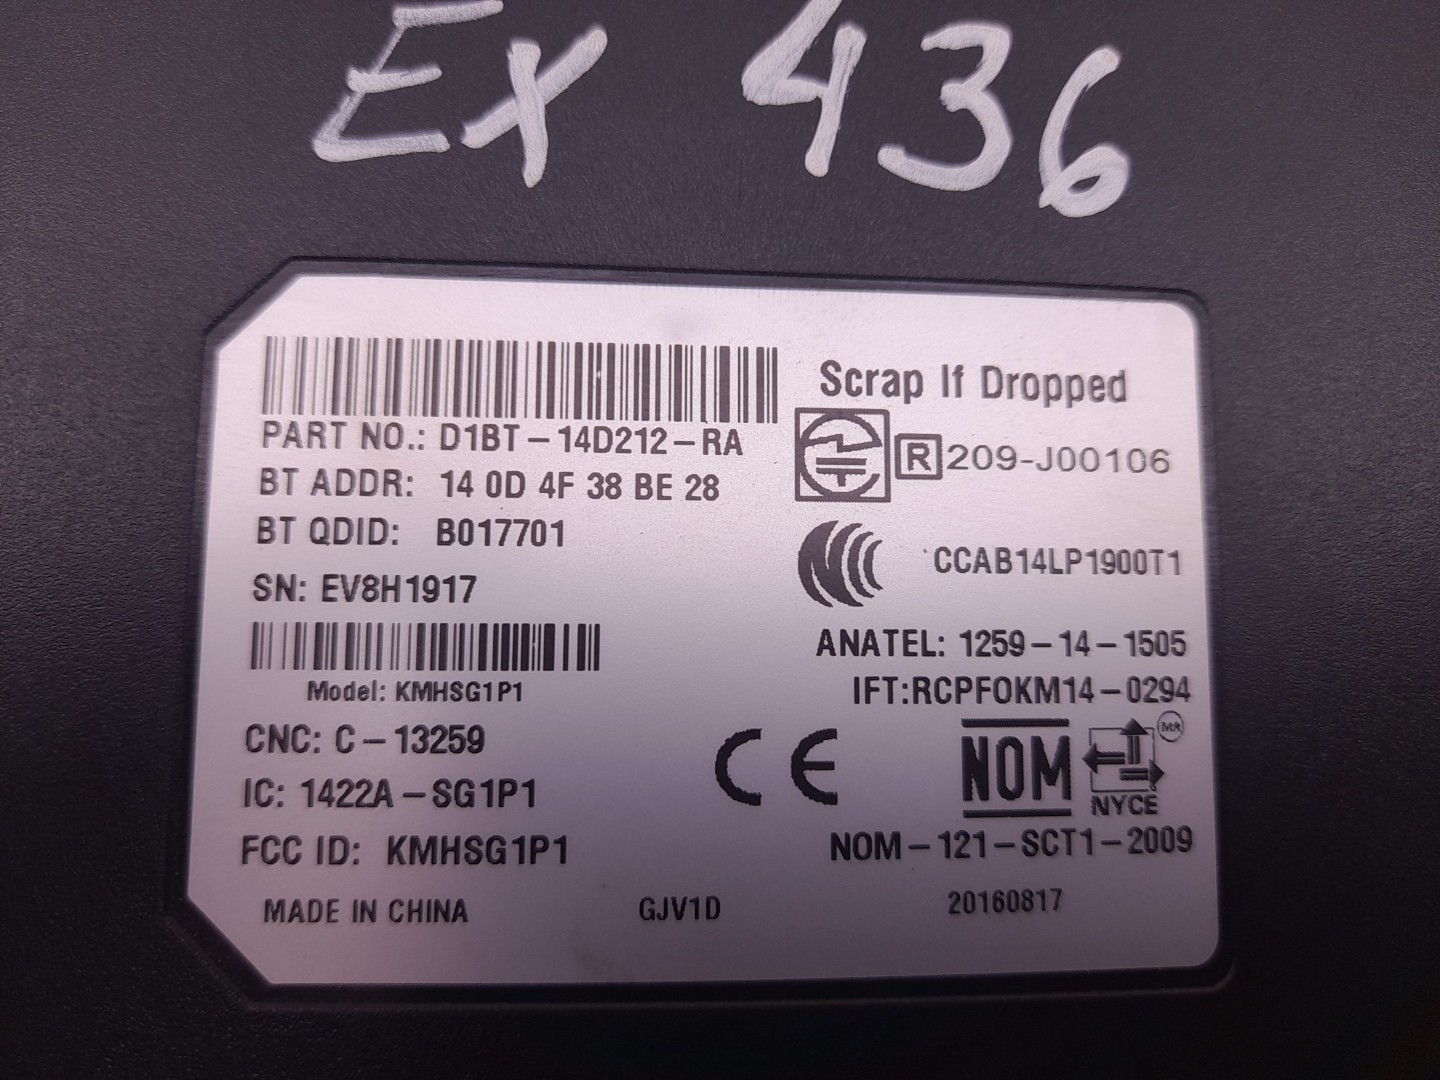 Ex 436
Scrap If Dropped
PART NO.: D1BT-14D212-RA
R 209-J00106
BT ADDR: 14 0D 4F 38 BE 28
BT QDID: B017701
CCAB14LP1900T1
SN: EV8H1917
ANATEL: 1259-14-1505
Model: KMHSG1P1
IFT:RCPFOKM14-0294
CNC: C-13259
CE
NOM
MR
NYCE
IC: 1422A-SG1P1
FCC ID: KMHSG1P1
NOM-121-SCT1-2009
MADE IN CHINA
GJV1D
20160817